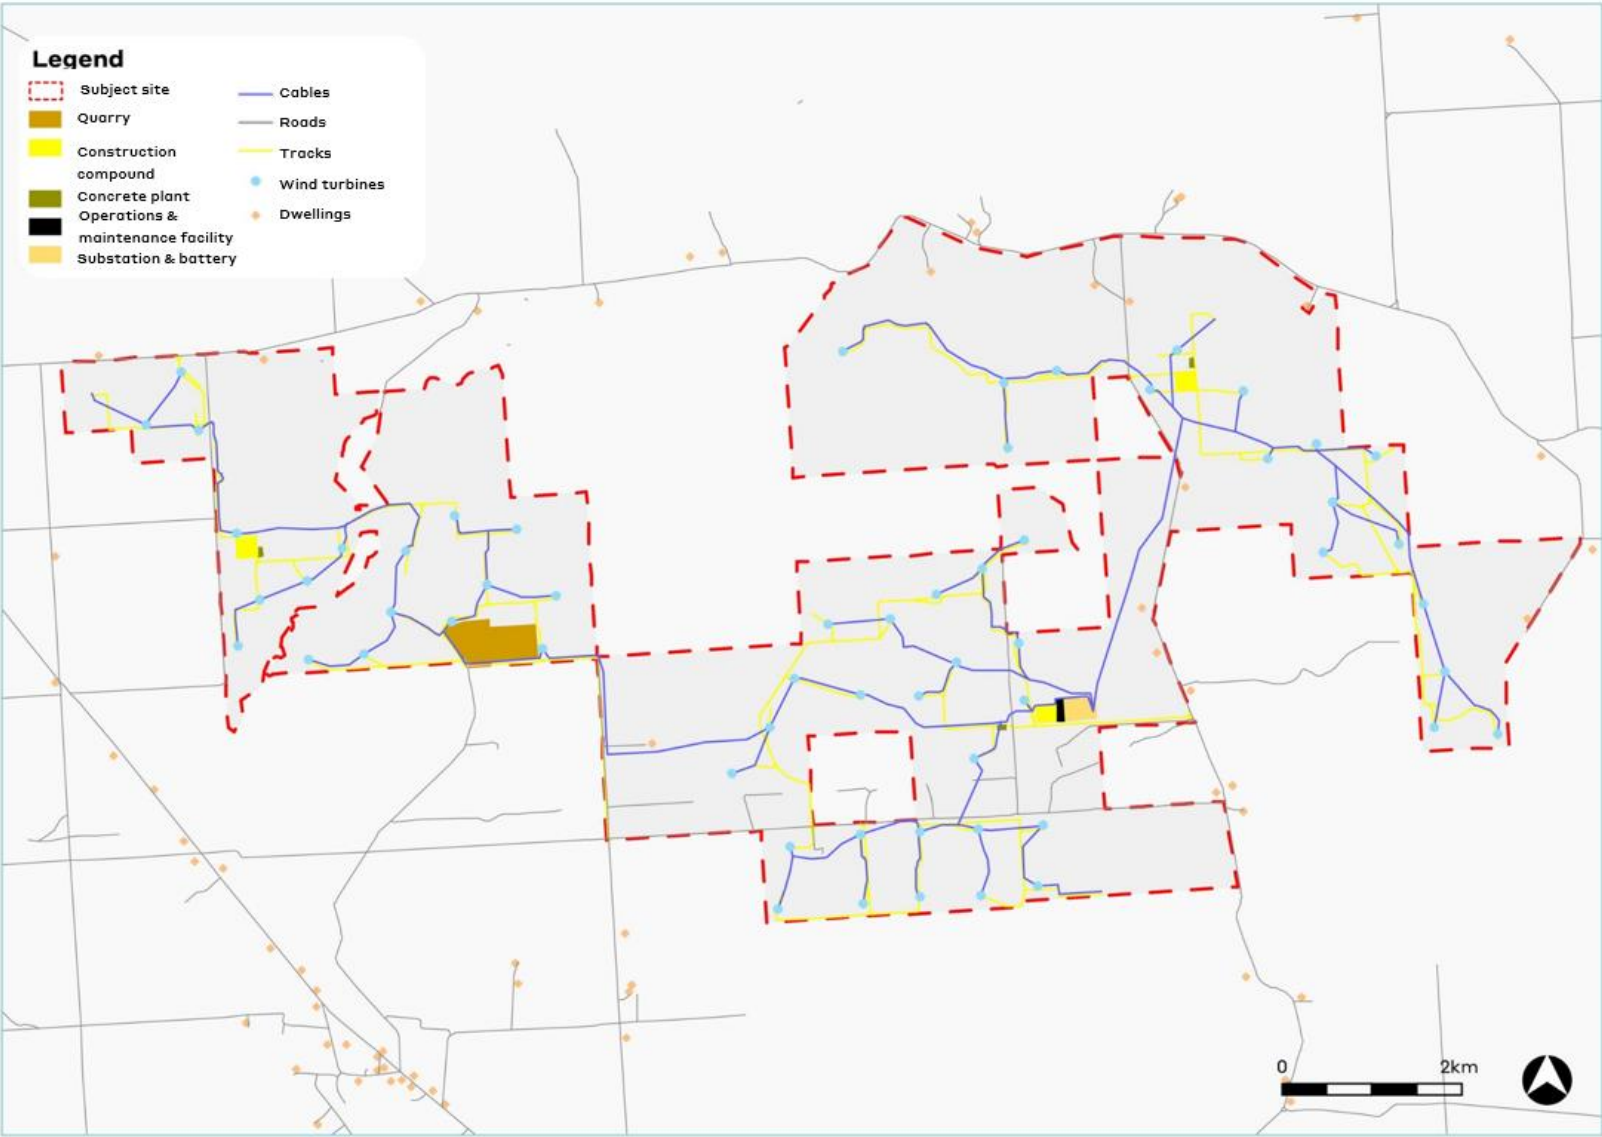 Legend
Subject site
Quarry
Construction
compound
Concrete plant
Operations &
maintenance facility
Substation & battery
Cables
Roads
Tracks
Wind turbines
Dwellings
0 2km